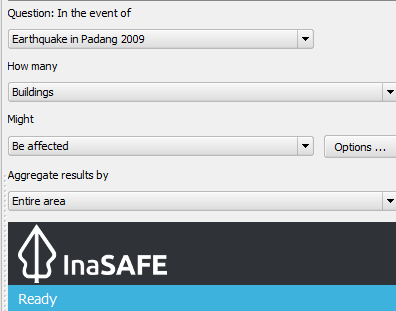 Question: In the event of
Earthquake in Padang 2009
How many
Buildings
Might
Be affected
Options ...
Aggregate results by
Entire area
InaSAFE
Ready